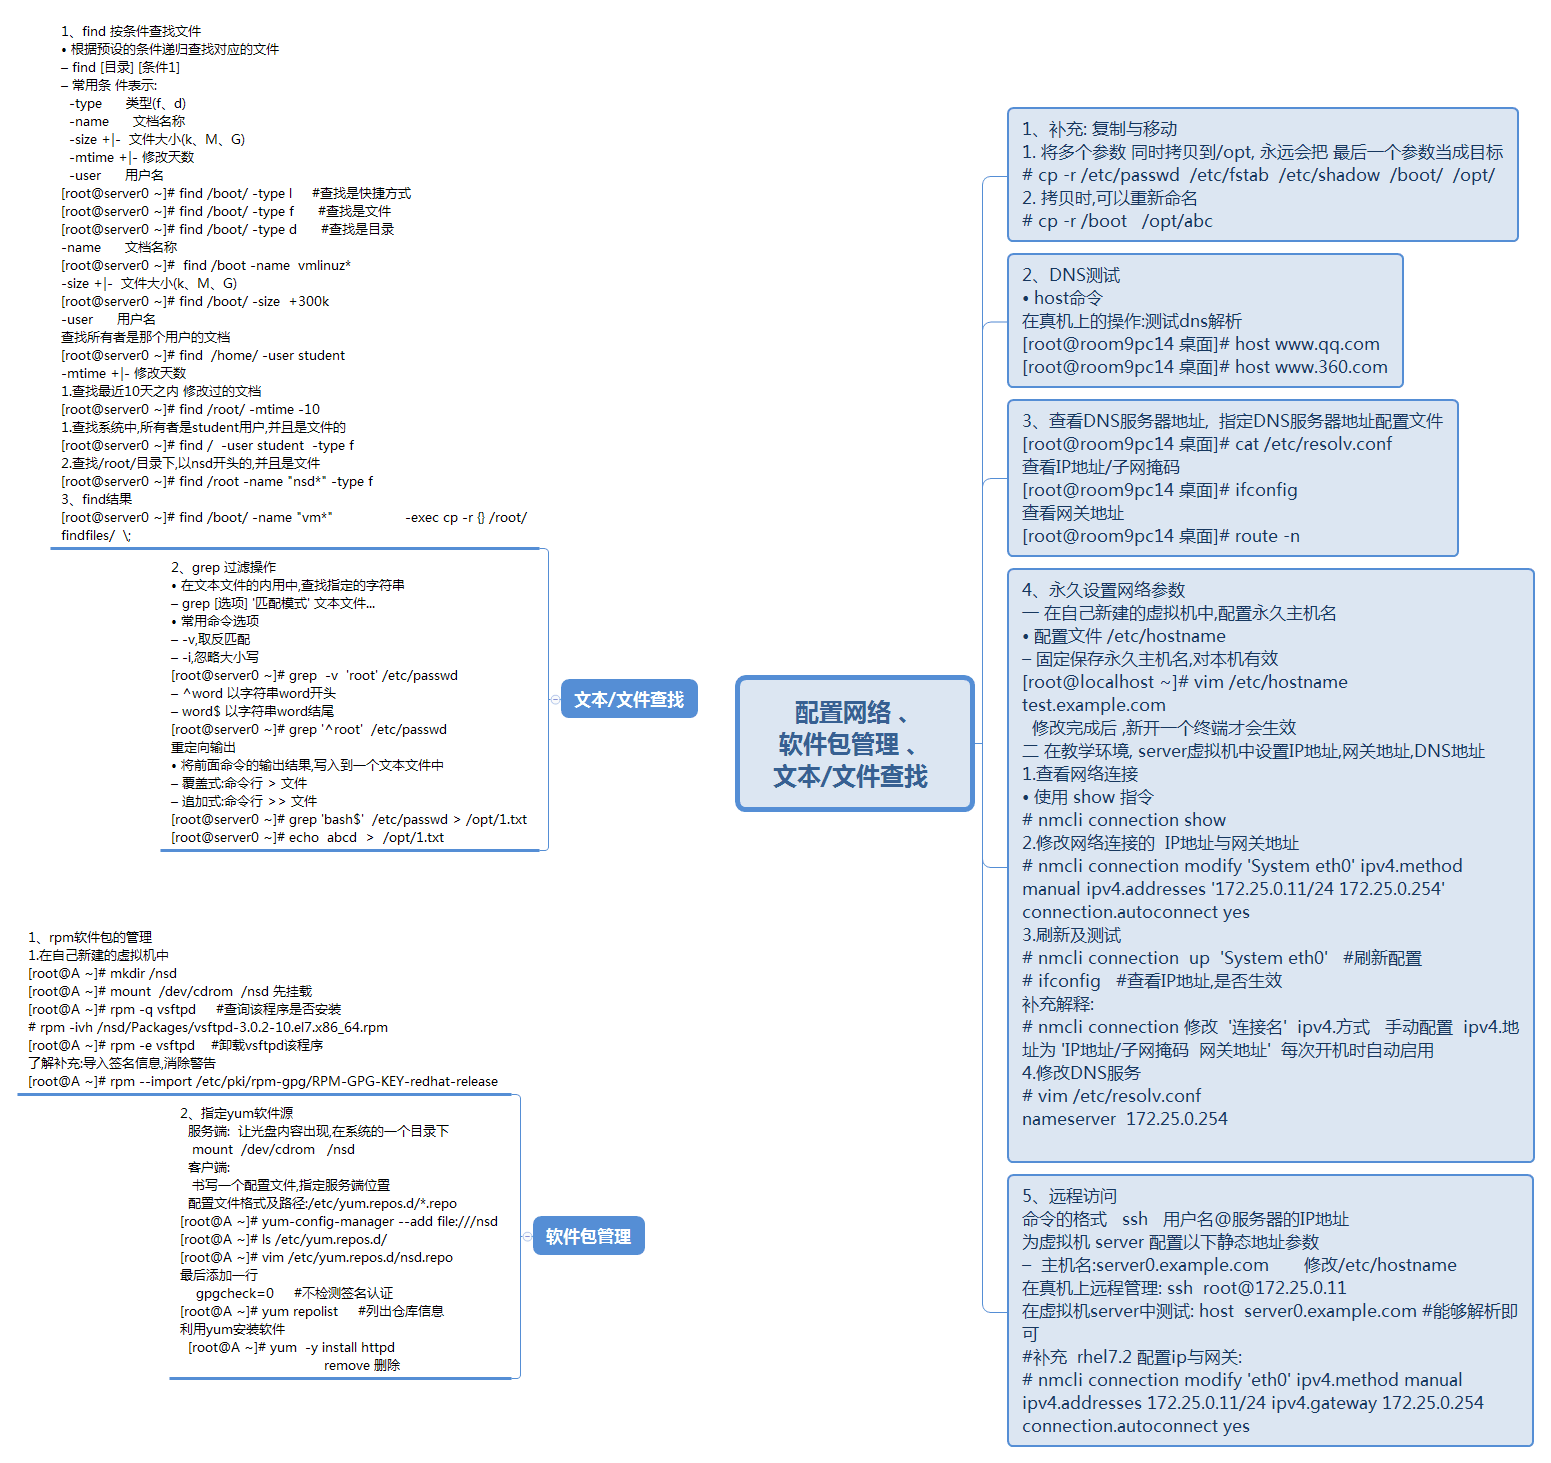 1、find 按条件查找文件
• 根据预设的条件递归查找对应的文件
– find [目录] [条件1]
– 常用条 件表示:
-type      类型(f、d)
-name      文档名称
-size +|-  文件大小(k、M、G)
-mtime +|- 修改天数
-user      用户名
[root@server0 ~]# find /boot/ -type l     #查找是快捷方式
[root@server0 ~]# find /boot/ -type f      #查找是文件
[root@server0 ~]# find /boot/ -type d      #查找是目录
-name      文档名称
[root@server0 ~]#  find /boot -name  vmlinuz*
-size +|-  文件大小(k、M、G)
[root@server0 ~]# find /boot/ -size  +300k
-user      用户名
查找所有者是那个用户的文档
[root@server0 ~]# find  /home/ -user student
-mtime +|- 修改天数
1.查找最近10天之内 修改过的文档
[root@server0 ~]# find /root/ -mtime -10
1.查找系统中,所有者是student用户,并且是文件的
[root@server0 ~]# find /  -user student  -type f
2.查找/root/目录下,以nsd开头的,并且是文件
[root@server0 ~]# find /root -name "nsd*" -type f
3、find结果
[root@server0 ~]# find /boot/ -name "vm*"                  -exec cp -r {} /root/
findfiles/  \;
2、grep 过滤操作
• 在文本文件的内用中,查找指定的字符串
– grep [选项] '匹配模式' 文本文件...
• 常用命令选项
– -v,取反匹配
– -i,忽略大小写
[root@server0 ~]# grep  -v  'root' /etc/passwd
– ^word 以字符串word开头
– word$ 以字符串word结尾
[root@server0 ~]# grep '^root'  /etc/passwd
重定向输出
• 将前面命令的输出结果,写入到一个文本文件中
– 覆盖式:命令行 > 文件
– 追加式:命令行 >> 文件
[root@server0 ~]# grep 'bash$'  /etc/passwd > /opt/1.txt
[root@server0 ~]# echo  abcd  >  /opt/1.txt
文本/文件查找
1、rpm软件包的管理
1.在自己新建的虚拟机中
[root@A ~]# mkdir /nsd
[root@A ~]# mount  /dev/cdrom  /nsd 先挂载
[root@A ~]# rpm -q vsftpd     #查询该程序是否安装
# rpm -ivh /nsd/Packages/vsftpd-3.0.2-10.el7.x86_64.rpm
[root@A ~]# rpm -e vsftpd    #卸载vsftpd该程序
了解补充:导入签名信息,消除警告
[root@A ~]# rpm --import /etc/pki/rpm-gpg/RPM-GPG-KEY-redhat-release
2、指定yum软件源
服务端:  让光盘内容出现,在系统的一个目录下
mount  /dev/cdrom   /nsd
客户端:
书写一个配置文件,指定服务端位置
配置文件格式及路径:/etc/yum.repos.d/*.repo
[root@A ~]# yum-config-manager --add file:///nsd
[root@A ~]# ls /etc/yum.repos.d/
[root@A ~]# vim /etc/yum.repos.d/nsd.repo
最后添加一行
gpgcheck=0     #不检测签名认证
[root@A ~]# yum repolist     #列出仓库信息
利用yum安装软件
[root@A ~]# yum  -y install httpd
remove 删除
软件包管理
配置网络 、
软件包管理 、
文本/文件查找
1、补充: 复制与移动
1. 将多个参数 同时拷贝到/opt, 永远会把 最后一个参数当成目标
# cp -r /etc/passwd  /etc/fstab  /etc/shadow  /boot/  /opt/
2. 拷贝时,可以重新命名
# cp -r /boot   /opt/abc
2、DNS测试
• host命令
在真机上的操作:测试dns解析
[root@room9pc14 桌面]# host www.qq.com
[root@room9pc14 桌面]# host www.360.com
3、查看DNS服务器地址,  指定DNS服务器地址配置文件
[root@room9pc14 桌面]# cat /etc/resolv.conf
查看IP地址/子网掩码
[root@room9pc14 桌面]# ifconfig
查看网关地址
[root@room9pc14 桌面]# route -n
4、永久设置网络参数
一 在自己新建的虚拟机中,配置永久主机名
• 配置文件 /etc/hostname
– 固定保存永久主机名,对本机有效
[root@localhost ~]# vim /etc/hostname
test.example.com
修改完成后 ,新开一个终端才会生效
二 在教学环境, server虚拟机中设置IP地址,网关地址,DNS地址
1.查看网络连接
• 使用 show 指令
# nmcli connection show
2.修改网络连接的  IP地址与网关地址
# nmcli connection modify 'System eth0' ipv4.method
manual ipv4.addresses '172.25.0.11/24 172.25.0.254'
connection.autoconnect yes
3.刷新及测试
# nmcli connection  up  'System eth0'   #刷新配置
# ifconfig   #查看IP地址,是否生效
补充解释:
# nmcli connection 修改  '连接名'  ipv4.方式   手动配置  ipv4.地
址为 'IP地址/子网掩码  网关地址'  每次开机时自动启用
4.修改DNS服务
# vim /etc/resolv.conf
nameserver  172.25.0.254
5、远程访问
命令的格式   ssh   用户名@服务器的IP地址
为虚拟机 server 配置以下静态地址参数
–  主机名:server0.example.com       修改/etc/hostname
在真机上远程管理: ssh  root@172.25.0.11
在虚拟机server中测试: host  server0.example.com #能够解析即
可
#补充  rhel7.2 配置ip与网关:
# nmcli connection modify 'eth0' ipv4.method manual
ipv4.addresses 172.25.0.11/24 ipv4.gateway 172.25.0.254
connection.autoconnect yes